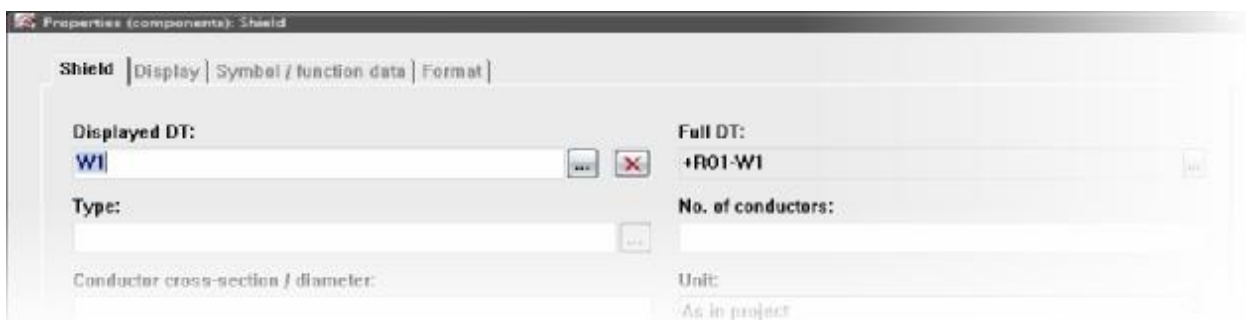 Properties (components): Shield
Shield Display Symbol / function data Format
Displayed DT: Full DT:
W1 ... +R01-W1 ...
Type: No. of conductors:
...
Conductor cross-section / diameter: Unit:
As in project